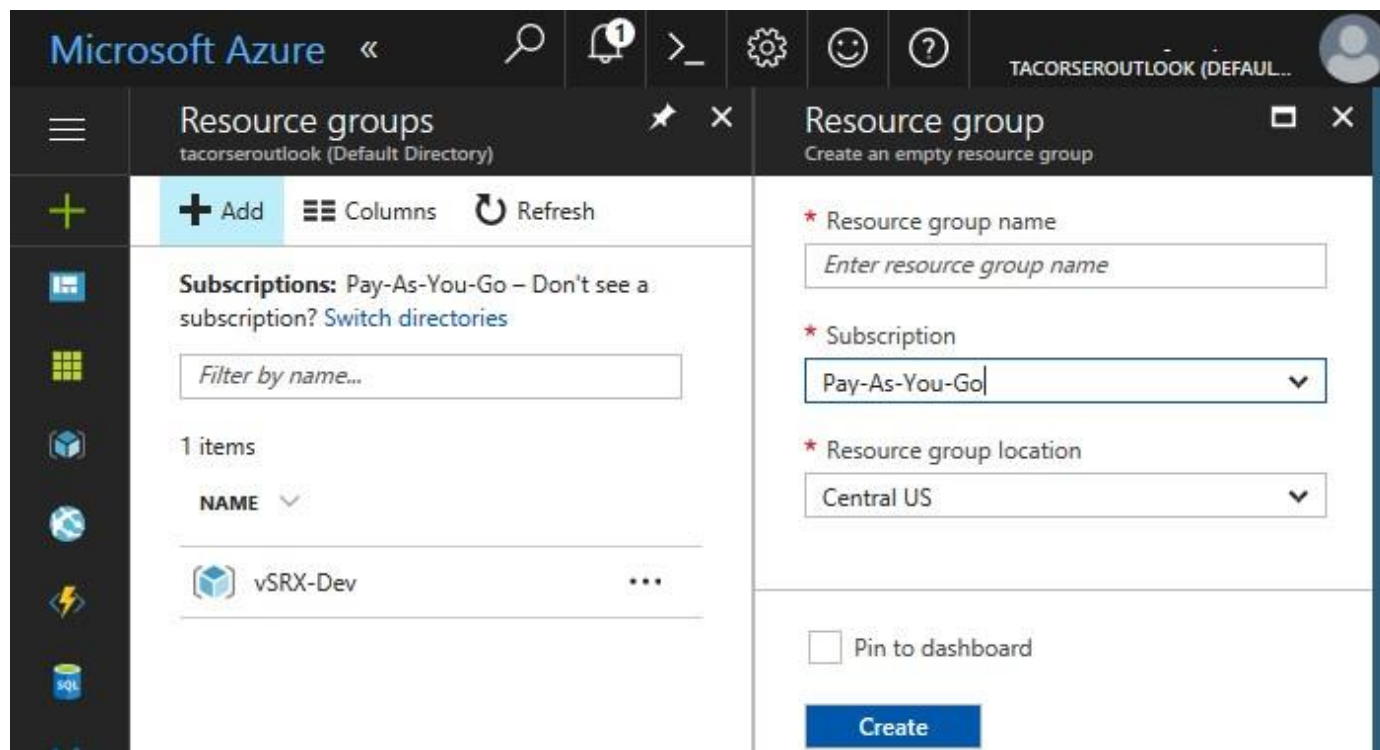 Microsoft Azure «
1
>_
?
TACORSEROUTLOOK (DEFAUL...
Resource groups
tacorseroutlook (Default Directory)
Add
Columns
Refresh
Subscriptions: Pay-As-You-Go – Don't see a
subscription? Switch directories
Filter by name...
1 items
NAME
vSRX-Dev
...
SQL
Resource group
Create an empty resource group
* Resource group name
Enter resource group name
* Subscription
Pay-As-You-Go
* Resource group location
Central US
Pin to dashboard
Create